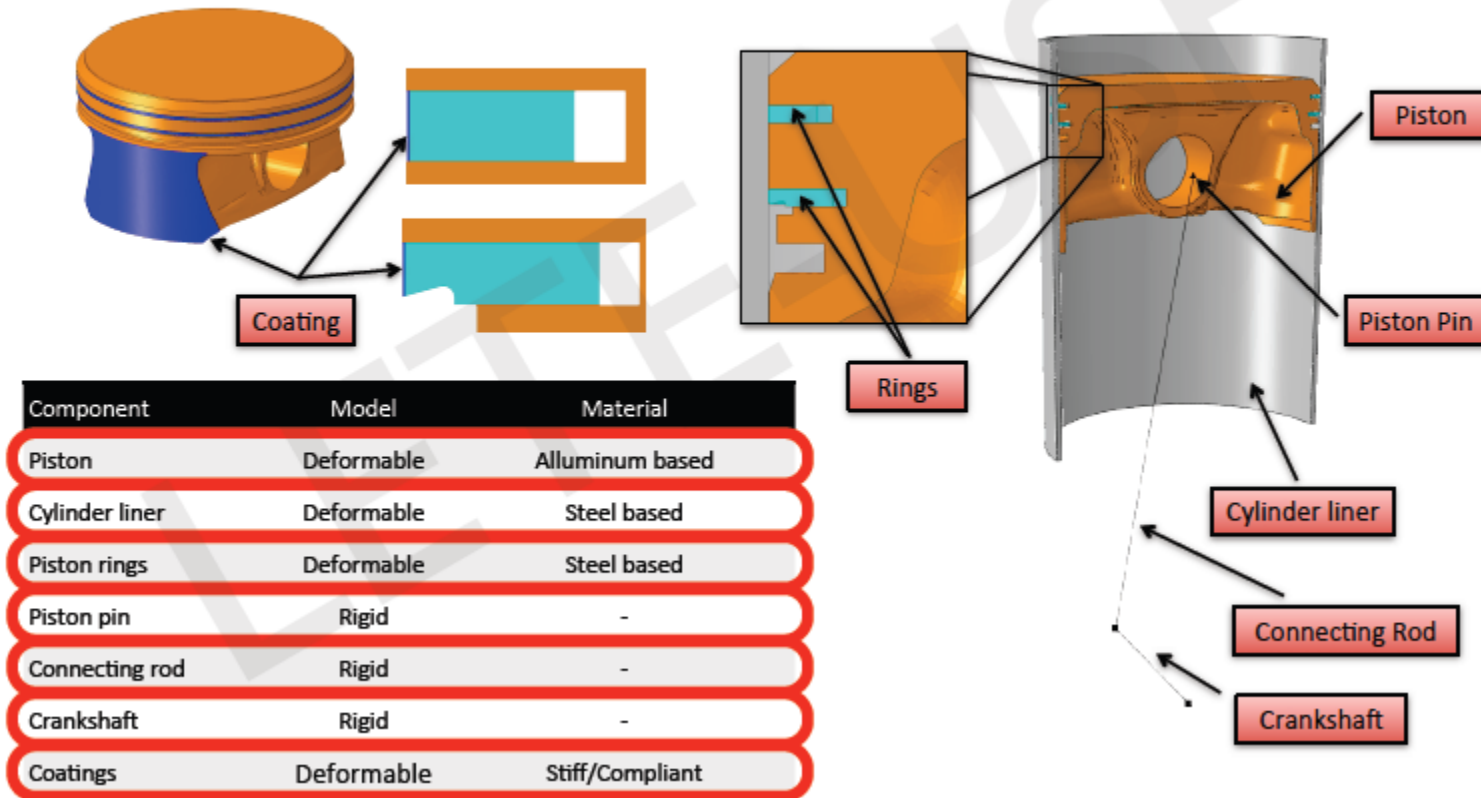 Coating
Rings
Piston
Piston Pin
Cylinder liner
Connecting Rod
Crankshaft
Component Model Material
Piston Deformable Alluminum based
Cylinder liner Deformable Steel based
Piston rings Deformable Steel based
Piston pin Rigid -
Connecting rod Rigid -
Crankshaft Rigid -
Coatings Deformable Stiff/Compliant